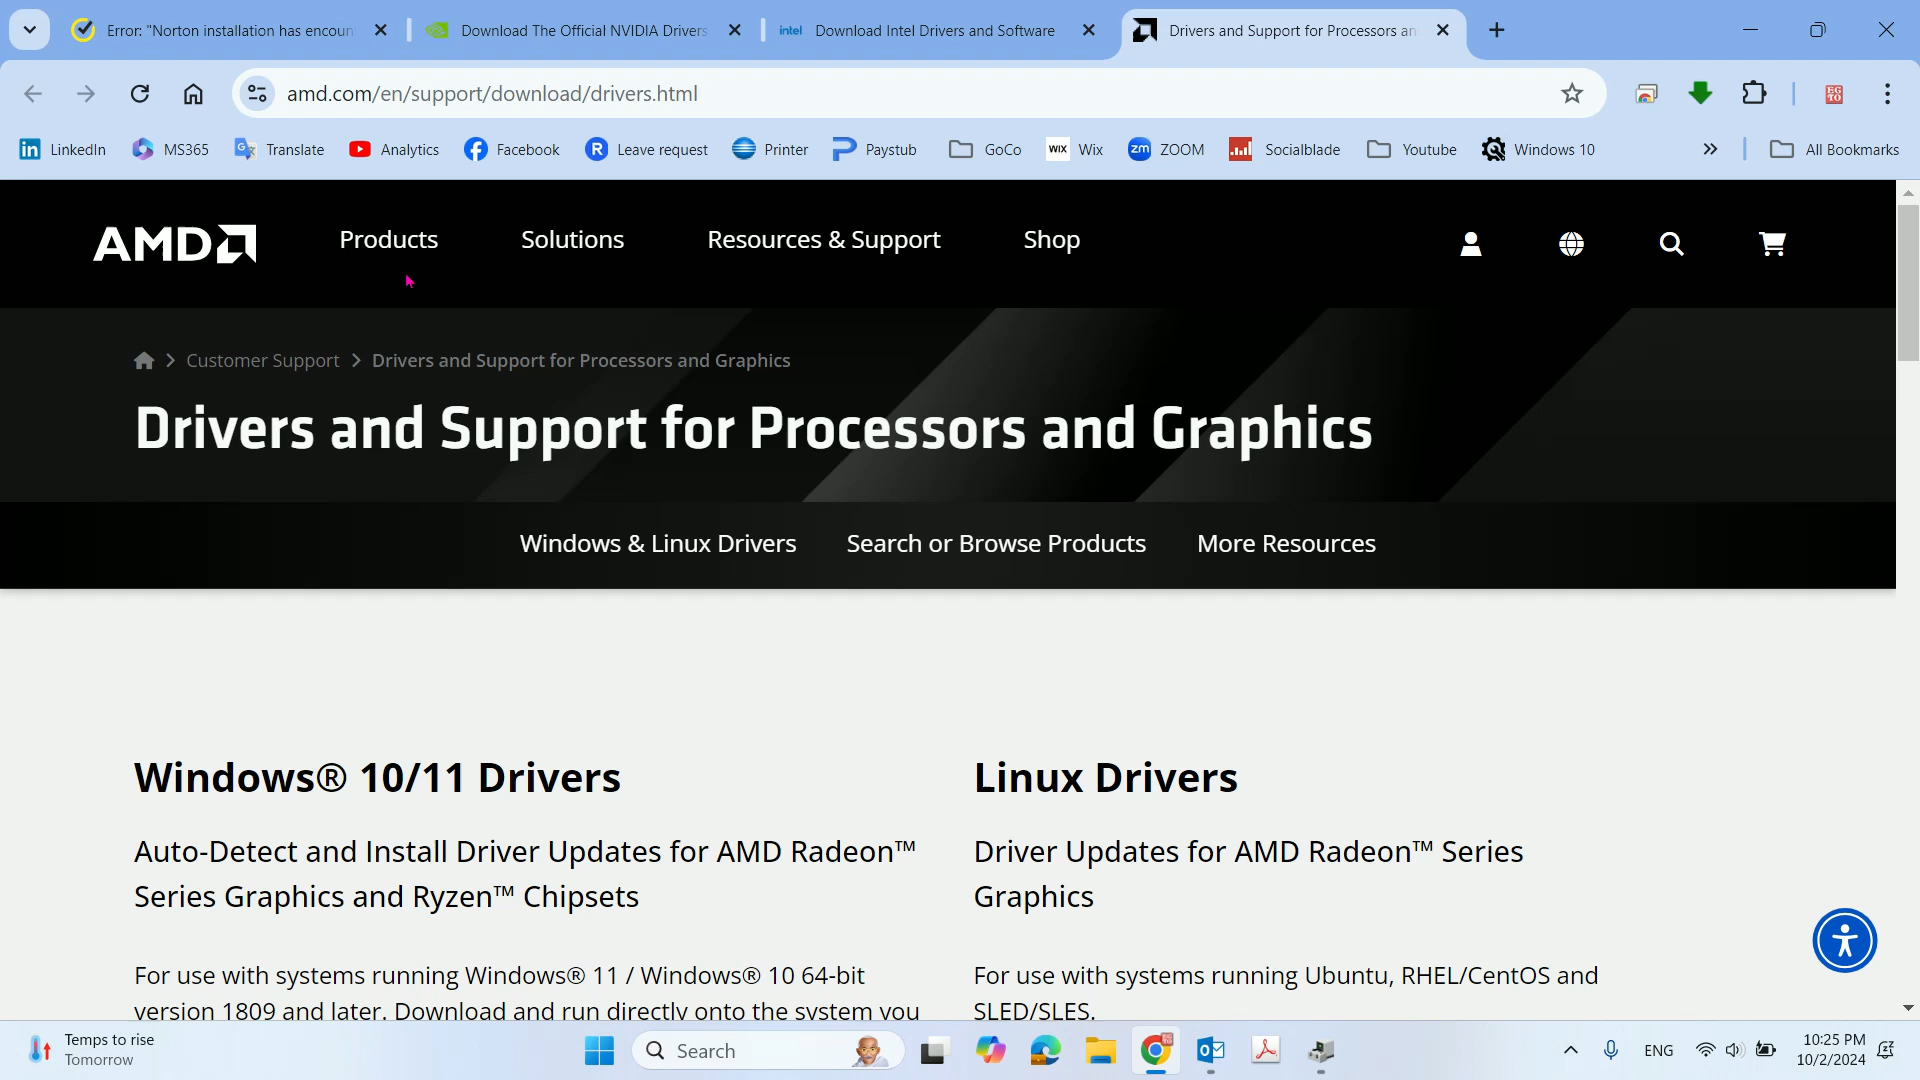 Error: "Norton installation has encoun
Download The Official NVIDIA Drivers
intel Download Intel Drivers and Software
Drivers and Support for Processors an
amd.com/en/support/download/drivers.html
LinkedIn
MS365
Translate
Analytics
Facebook
Leave request
Printer
Paystub
GoCo
WIX Wix
zm ZOOM
Socialblade
Youtube
Windows 10
All Bookmarks
AMD
Products
Solutions
Resources & Support
Shop
Customer Support
Drivers and Support for Processors and Graphics
Drivers and Support for Processors and Graphics
Windows & Linux Drivers
Search or Browse Products
More Resources
Windows® 10/11 Drivers
Auto-Detect and Install Driver Updates for AMD Radeon™
Series Graphics and Ryzen™ Chipsets
For use with systems running Windows® 11 / Windows® 10 64-bit
version 1809 and later. Download and run directly onto the system you
Linux Drivers
Driver Updates for AMD Radeon™ Series
Graphics
For use with systems running Ubuntu, RHEL/CentOS and
SLED/SLES.
Temps to rise
Tomorrow
Search
ENG
10:25 PM
10/2/2024